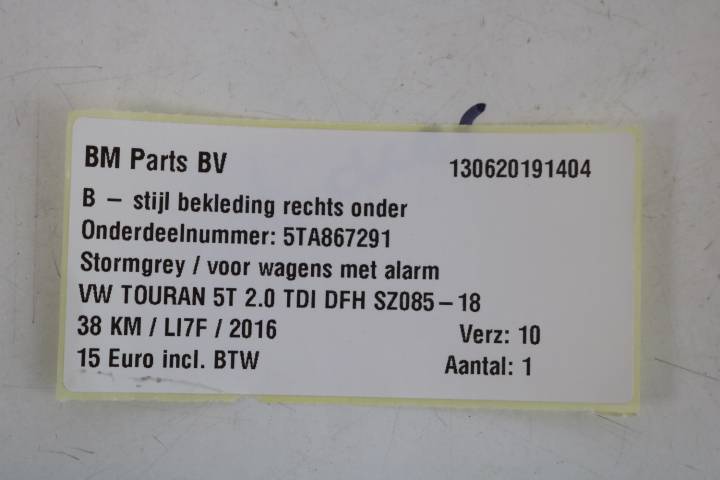 BM Parts BV 130620191404
B – stijl bekleding rechts onder
Onderdeelnummer: 5TA867291
Stormgrey / voor wagens met alarm
VW TOURAN 5T 2.0 TDI DFH SZ085-18
38 KM / LI7F / 2016 Verz: 10
15 Euro incl. BTW Aantal: 1